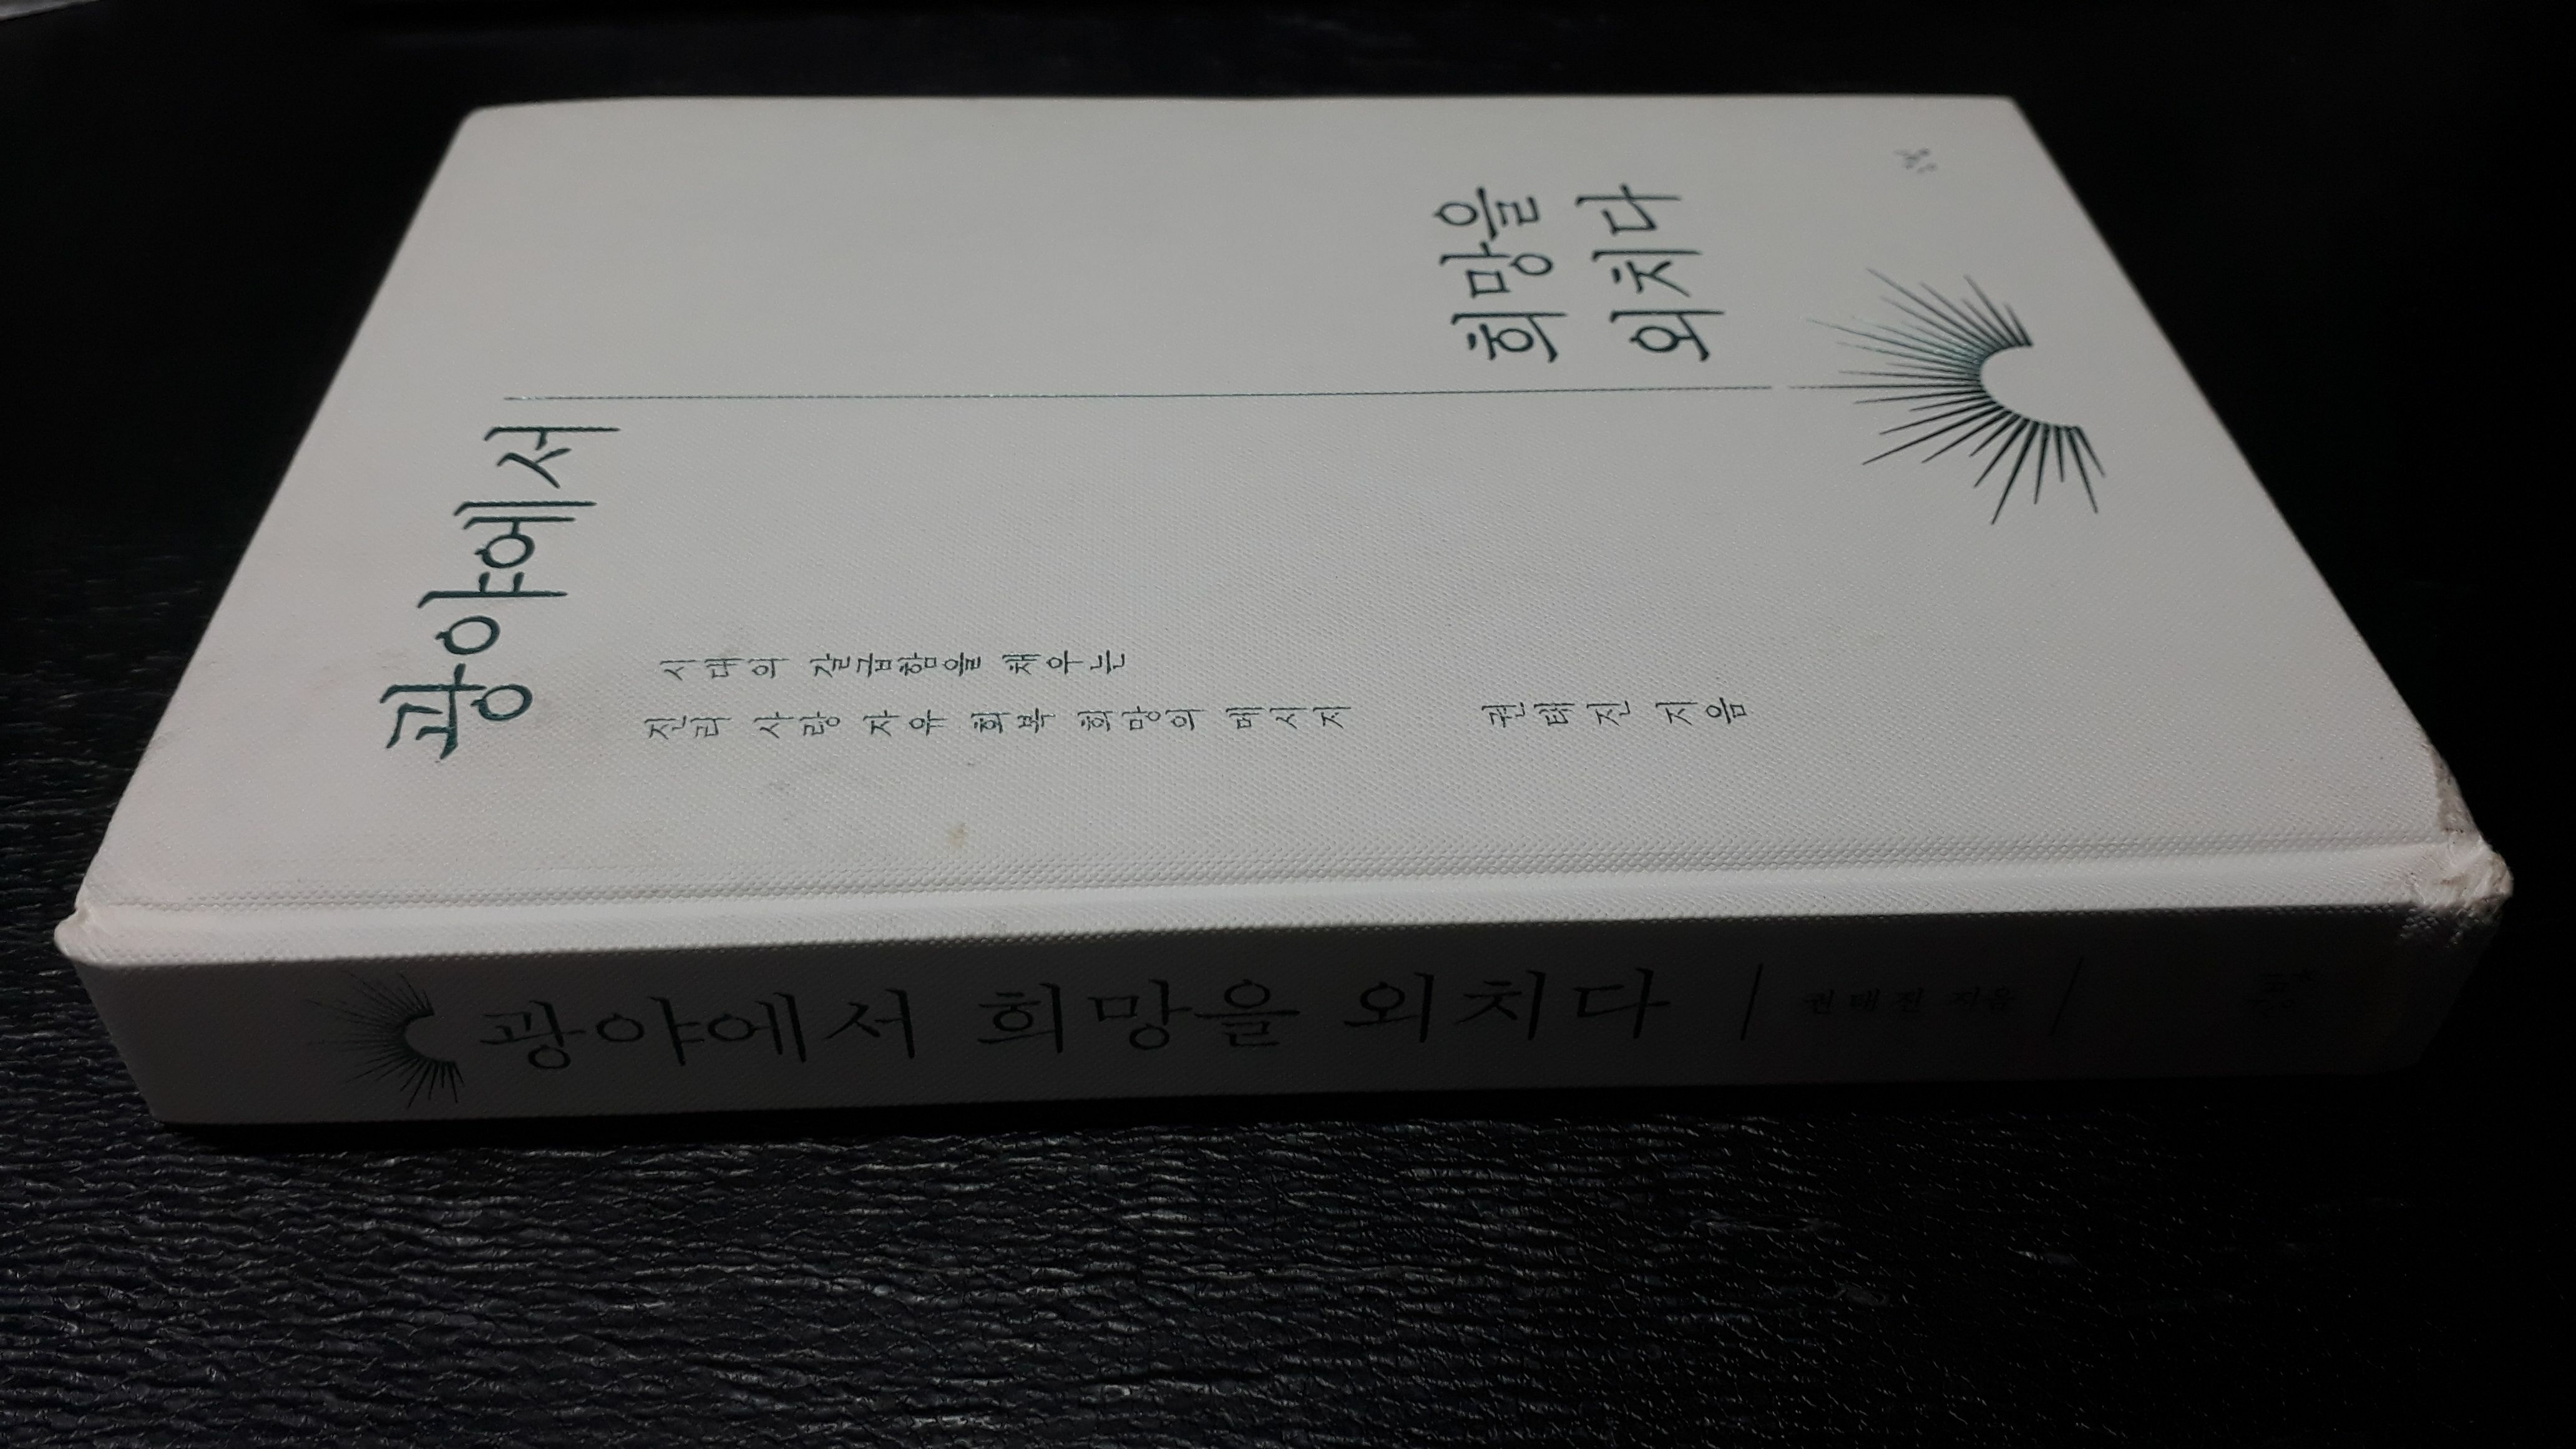 광야에서
희망을
외치다
시대의 갈급함을 채우는
진리 사랑 자유 회복 희망의 메시지
권태진 지음
광야에서 희망을 외치다
권태진 지음